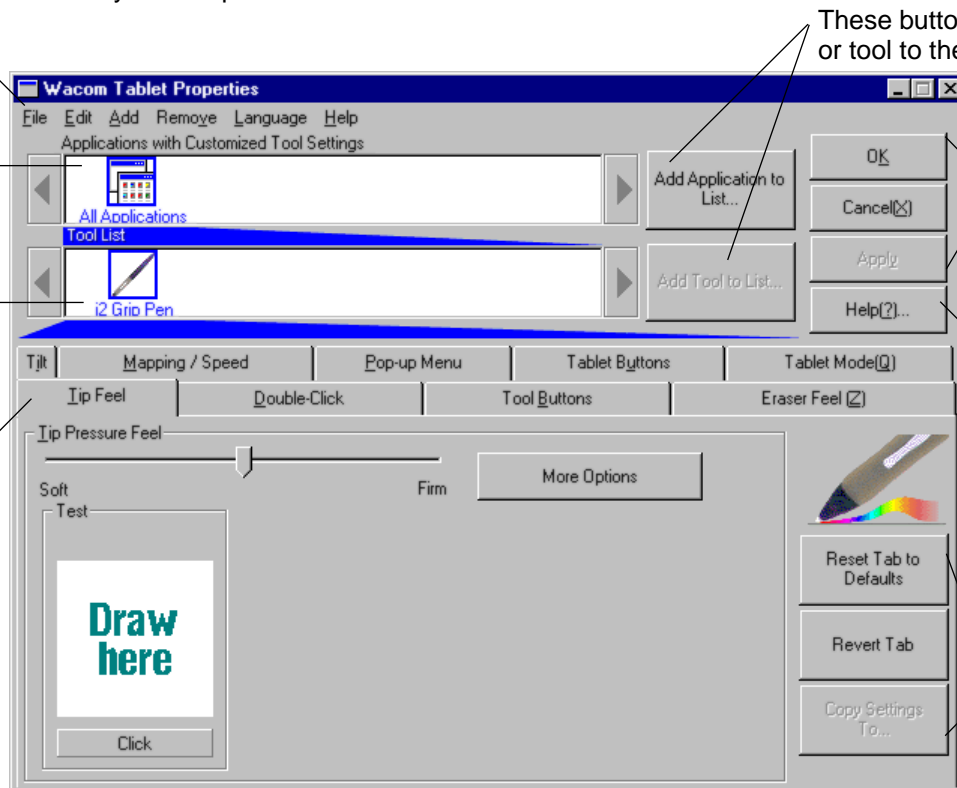 These
or tool to
Wacom Tablet Properties
File Edit Add Remove Language Help
Applications with Customized Tool Settings
All Applications
Add Application to
List...
OK
Cancel(X)
Tool List
i2 Grip Pen
Add Tool to List...
Apply
Help(?)...
Tilt Mapping / Speed Pop-up Menu Tablet Buttons Tablet Mode(Q)
Tip Feel Double-Click Tool Buttons Eraser Feel (Z)
Tip Pressure Feel
Soft Firm
More Options
Test
Draw
here
Click
Reset Tab to
Defaults
Revert Tab
Copy Settings
To...